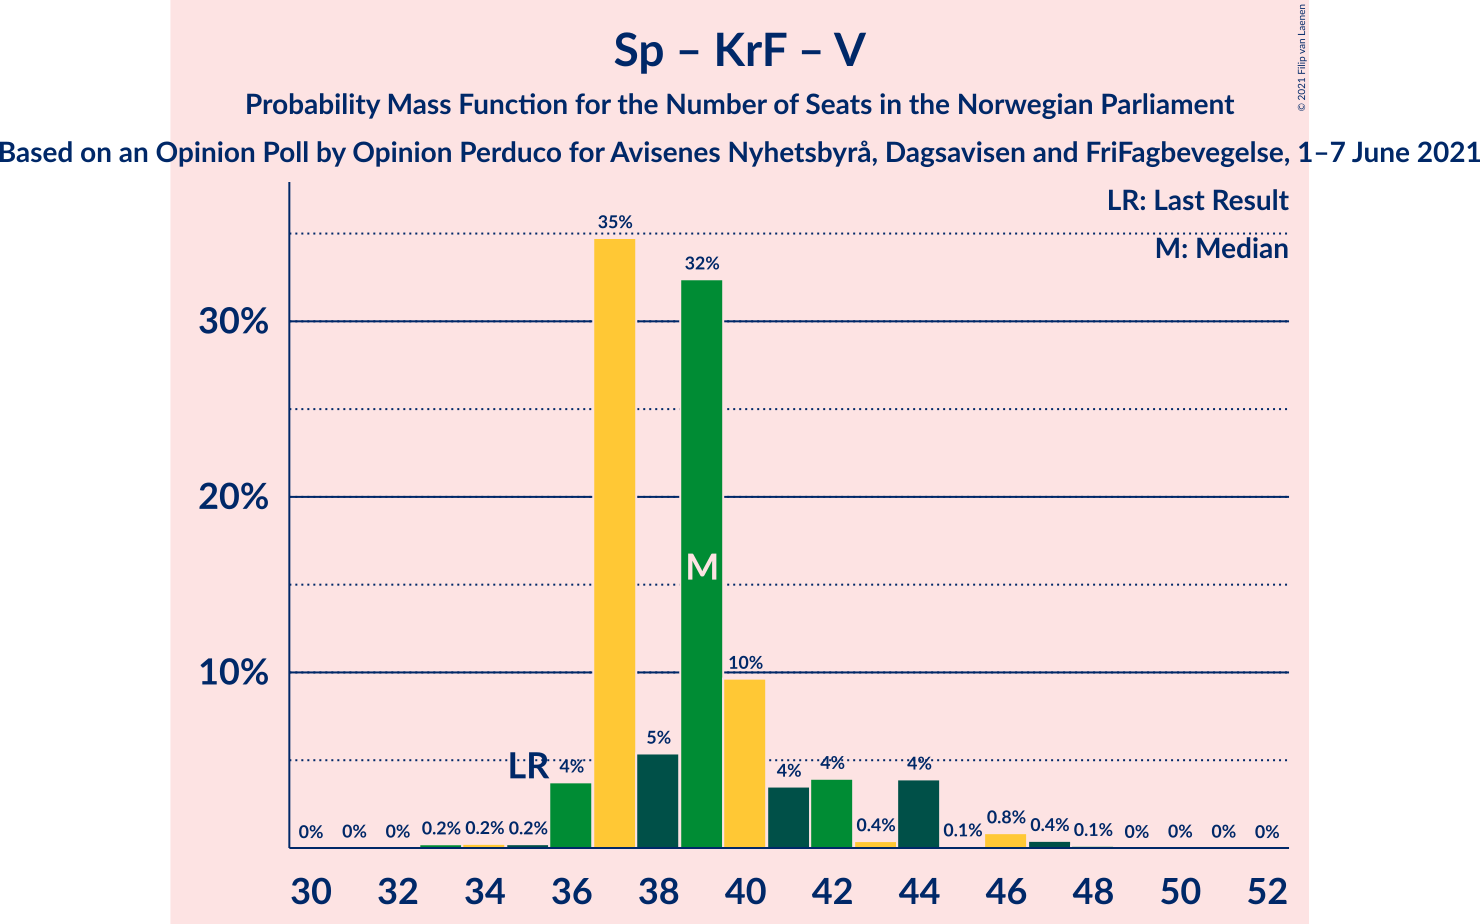 Sp – KrF – V
Probability Mass Function for the Number of Seats in the Norwegian Parliament
Based on an Opinion Poll by Opinion Perduco for Avisenes Nyhetsbyrå, Dagsavisen and FriFagbevegelse, 1–7 June 2021
© 2021 Filip van Laenen
LR: Last Result
M: Median
35%
32%
30%
20%
M
10%
10%
5%
LR
4%
4%
4%
4%
0%
0%
0%
0.2%
0.2%
0.2%
0.4%
0.1%
0.8%
0.4%
0.1%
0%
0%
0%
0%
30 32 34 36 38 40 42 44 46 48 50 52